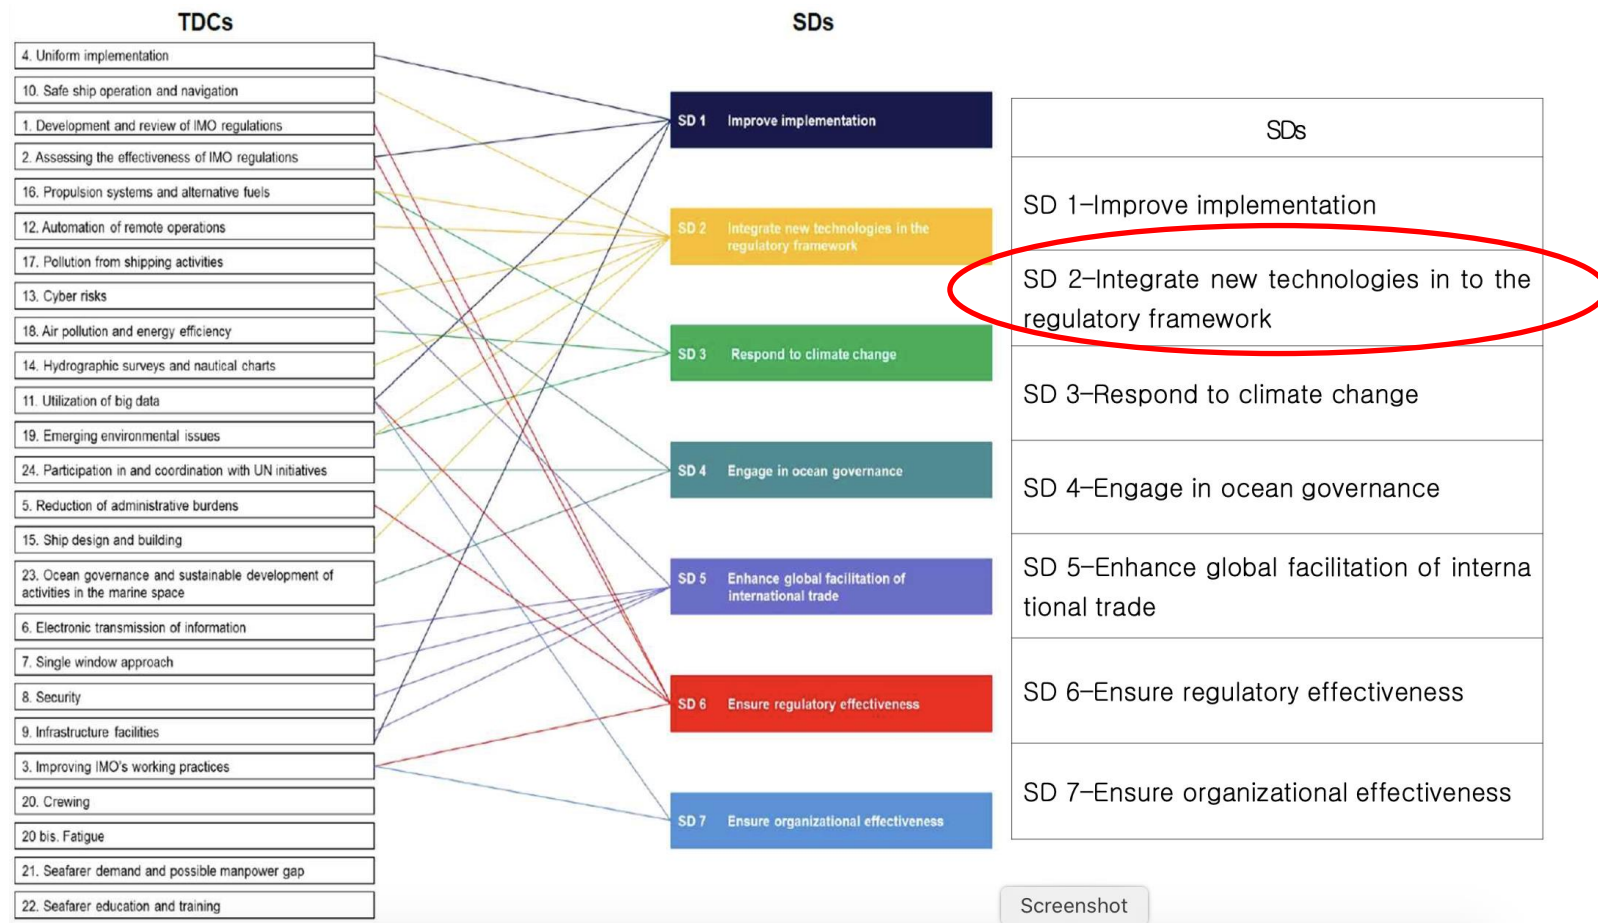 TDCs
4. Uniform implementation
10. Safe ship operation and navigation
1. Development and review of IMO regulations
2. Assessing the effectiveness of IMO regulations
16. Propulsion systems and alternative fuels
12. Automation of remote operations
17. Pollution from shipping activities
13. Cyber risks
18. Air pollution and energy efficiency
14. Hydrographic surveys and nautical charts
11. Utilization of big data
19. Emerging environmental issues
24. Participation in and coordination with UN initiatives
5. Reduction of administrative burdens
15. Ship design and building
23. Ocean governance and sustainable development of
activities in the marine space
6. Electronic transmission of information
7. Single window approach
8. Security
9. Infrastructure facilities
3. Improving IMO's working practices
20. Crewing
20 bis. Fatigue
21. Seafarer demand and possible manpower gap
22. Seafarer education and training
SDs
SD 1 Improve implementation
SD 2 Integrate new technologies in the
regulatory framework
SD 3 Respond to climate change
SD 4 Engage in ocean governance
SD 5 Enhance global facilitation of
international trade
SD 6 Ensure regulatory effectiveness
SD 7 Ensure organizational effectiveness
SDs
SD 1-Improve implementation
SD 2-Integrate new technologies in to the
regulatory framework
SD 3-Respond to climate change
SD 4-Engage in ocean governance
SD 5-Enhance global facilitation of interna
tional trade
SD 6-Ensure regulatory effectiveness
SD 7-Ensure organizational effectiveness
Screenshot